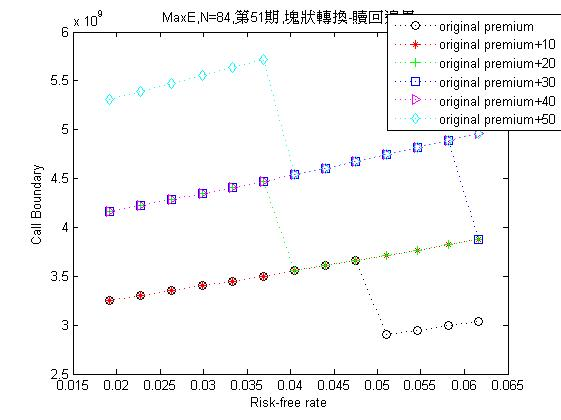 MaxE,N=84,第51期,塊狀轉換-贖回邊界
x 10^9
original premium
original premium+10
original premium+20
original premium+30
original premium+40
original premium+50
6
5.5
5
4.5
4
3.5
3
2.5
Call Boundary
0.015 0.02 0.025 0.03 0.035 0.04 0.045 0.05 0.055 0.06 0.065
Risk-free rate